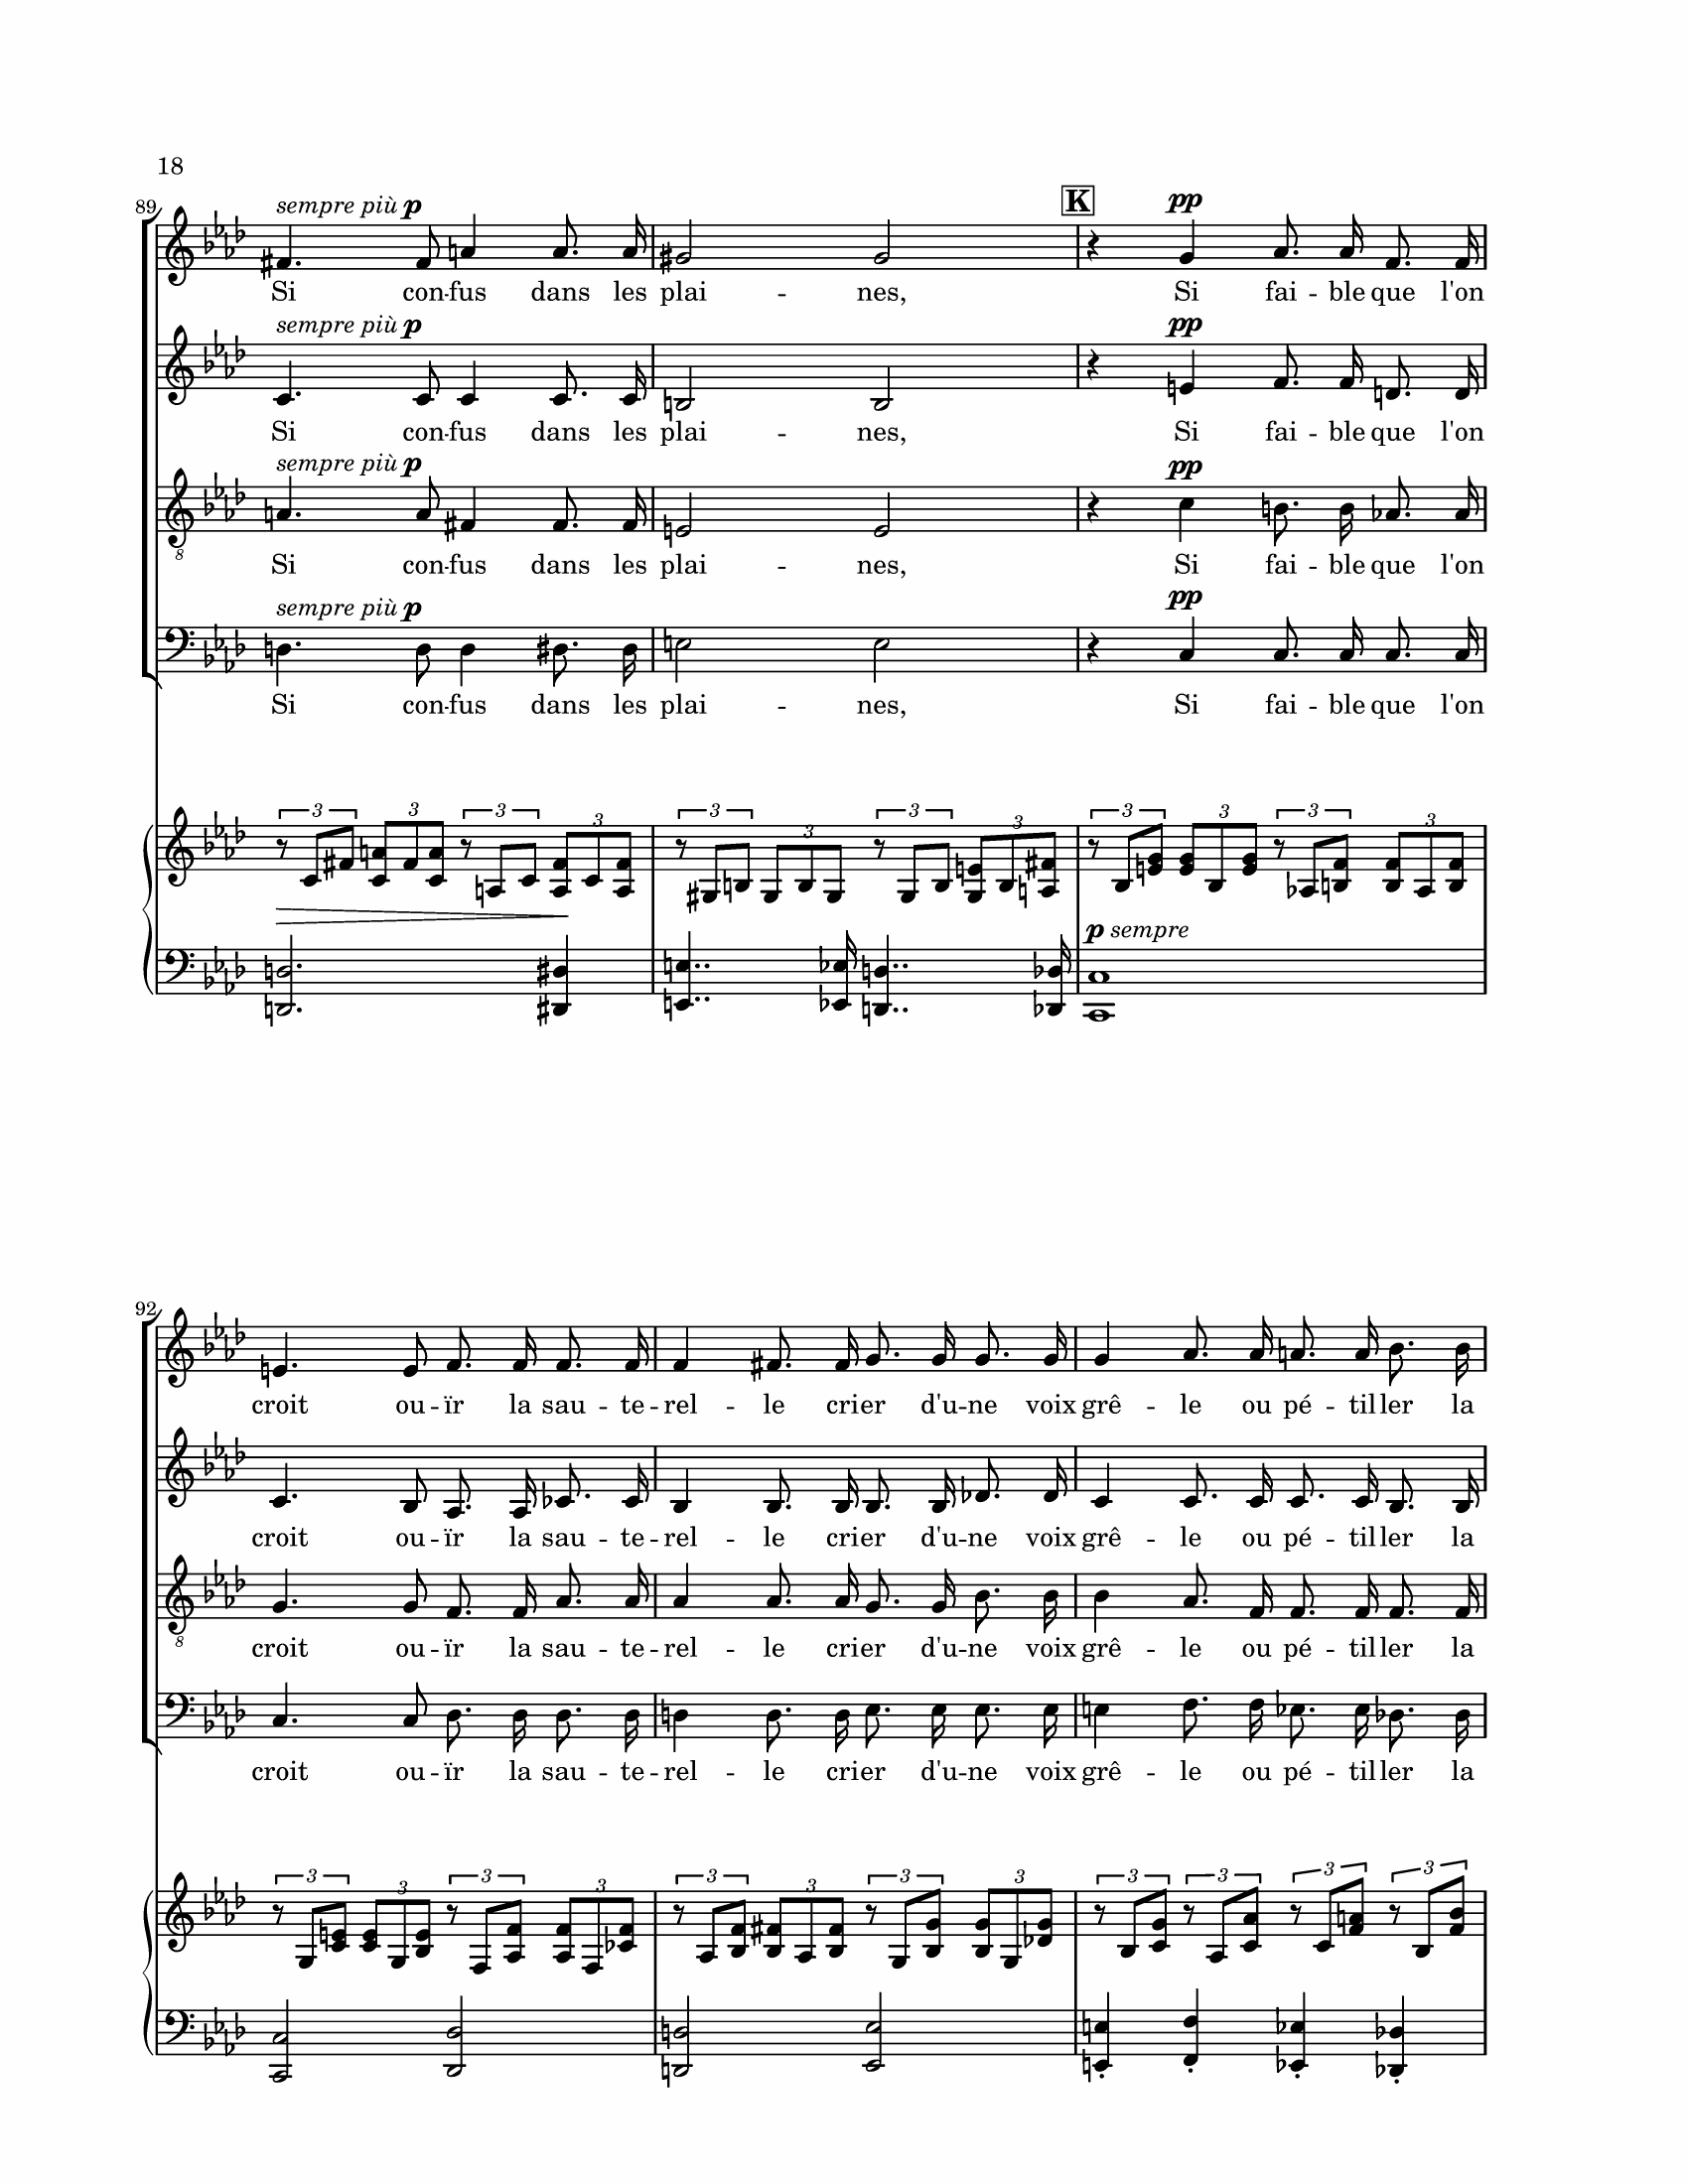 18
89
sempre più p
Si con -- fus dans les plai -- nes,
K
pp
Si fai -- ble que l'on
sempre più p
pp
Si con -- fus dans les plai -- nes, Si fai -- ble que l'on
sempre più p
pp
8
Si con -- fus dans les plai -- nes, Si fai -- ble que l'on
sempre più p
pp
Si con -- fus dans les plai -- nes, Si fai -- ble que l'on
3 3 3 3 3 3 3 3 3 3 3 3
p sempre
92
croit ou -- ïr la sau -- te -- rel -- le crier d'u -- ne voix grê -- le ou pé -- til -- ler la
croit ou -- ïr la sau -- te -- rel -- le crier d'u -- ne voix grê -- le ou pé -- til -- ler la
8
croit ou -- ïr la sau -- te -- rel -- le crier d'u -- ne voix grê -- le ou pé -- til -- ler la
croit ou -- ïr la sau -- te -- rel -- le crier d'u -- ne voix grê -- le ou pé -- til -- ler la
3 3 3 3 3 3 3 3 3 3 3 3